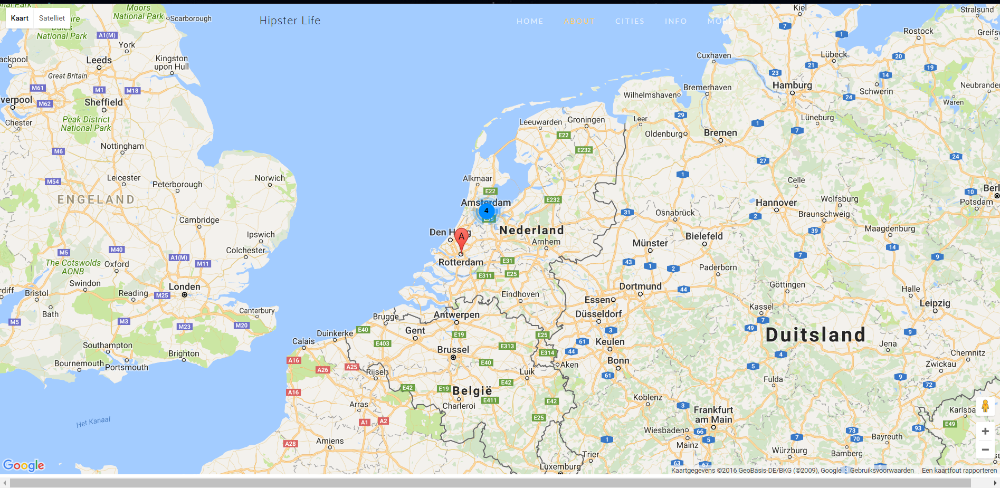 Moors
National Park
Kaart
Satelliet
National Park
Scarborough
Hipster Life
HOME
ABOUT
CITIES
INFO
MORE
Kiel
Stralsund
7
1
Rostock
Greifs
A1(M)
York
Leeds
Kingston
upon Hull
Great Britain
Cuxhaven
Lübeck
20
21
19
23
14
M61
M1
M18
M62
verpool
Sheffield
Bremerhaven
Hamburg
Schwerin
Neubrander
Wilhelmshaven
24
Waren
Chester
Peak District
National Park
Leeuwarden
Groningen
29
Leer
Lüneburg
1
7
Oldenburg
Bremen
E22
E232
Nottingham
M6
27
24
Leicester
Peterborough
Norwich
Alkmaar
1
Celle
M54
E22
10
Berl
ENGELAND
Amsterdam
E232
Hannover
Wolfsburg
Potsdam
4
31
Osnabrück
2
Braunschweig
Cambridge
Ipswich
Den Haag
A
Nederland
Arnhem
Bielefeld
39
Maagdenburg
Münster
14
M5
M40
Colchester
A1(M)
M11
The Cotswolds
AONB
Oxford
Rotterdam
E31
43
1
2
Paderborn
7
9
E311
E25
Swindon
Londen
Reading
M25
Bristol
Bath
Eindhoven
Dortmund
44
Göttingen
Halle
Essen
Leipzig
Canterbury
Brugge
Antwerpen
Düsseldorf
Kassel
7
M5
M3
M23
M20
E40
Gent
E19
E25
3
49
9
Duitsland
Duinkerke
Calais
E403
E313
E314
61
44
Keulen
Jena
Southampton
Brighton
Brussel
4
Chemnitz
Bournemouth
Portsmouth
A16
A26
A25
E40
Aken
Bonn
5
Zwickau
Rijsel
Luik
61
9
Fulda
72
A16
E42
E19
België
E42
E411
E42
Koblenz
Arras
Charleroi
3
Frankfurt
am Main
Karlsba
Het Kanaal
A1
A2
E25
E49
Wiesbaden
66
5
73
70
93
Amiens
A28
1
Mainz
7
Bayreuth
Trier
Würzburg
Bamberg
Luxemburg
63
67
Google
Kaartgegevens ©2016 GeoBasis-DE/BKG (©2009), Google
Gebruiksvoorwaarden
Een kaartfout rapporteren